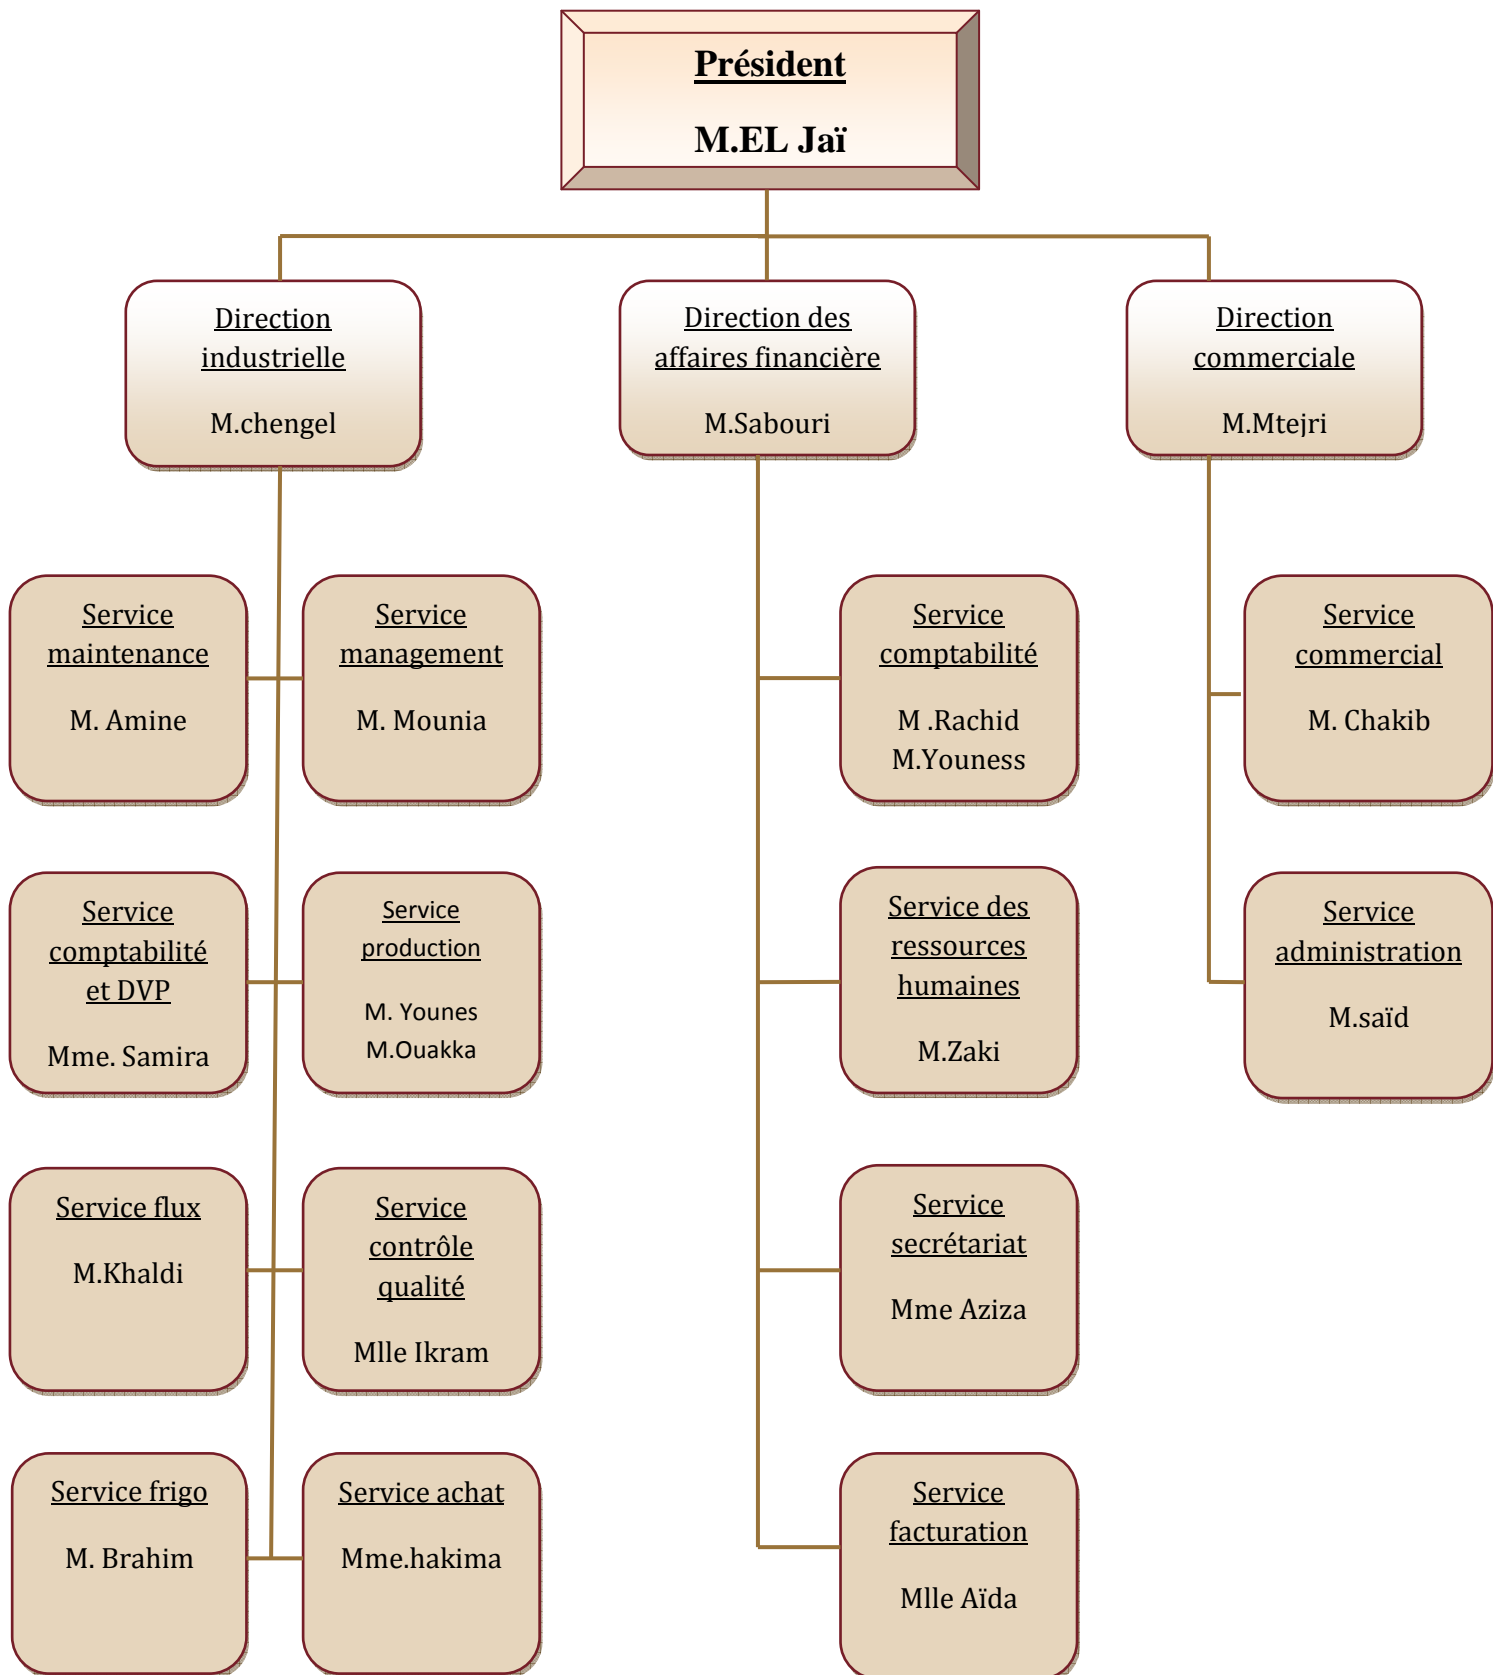 Président
M.EL Jaï
Direction
industrielle
M.chengel
Direction des
affaires financière
M.Sabouri
Direction
commerciale
M.Mtejri
Service
maintenance
M. Amine
Service
management
M. Mounia
Service
comptabilité
M .Rachid
M.Youness
Service
commercial
M. Chakib
Service
comptabilité
et DVP
Mme. Samira
Service
production
M. Younes
M.Ouakka
Service des
ressources
humaines
M.Zaki
Service
administration
M.saïd
Service flux
M.Khaldi
Service
contrôle
qualité
Mlle Ikram
Service
secrétariat
Mme Aziza
Service frigo
M. Brahim
Service achat
Mme.hakima
Service
facturation
Mlle Aïda